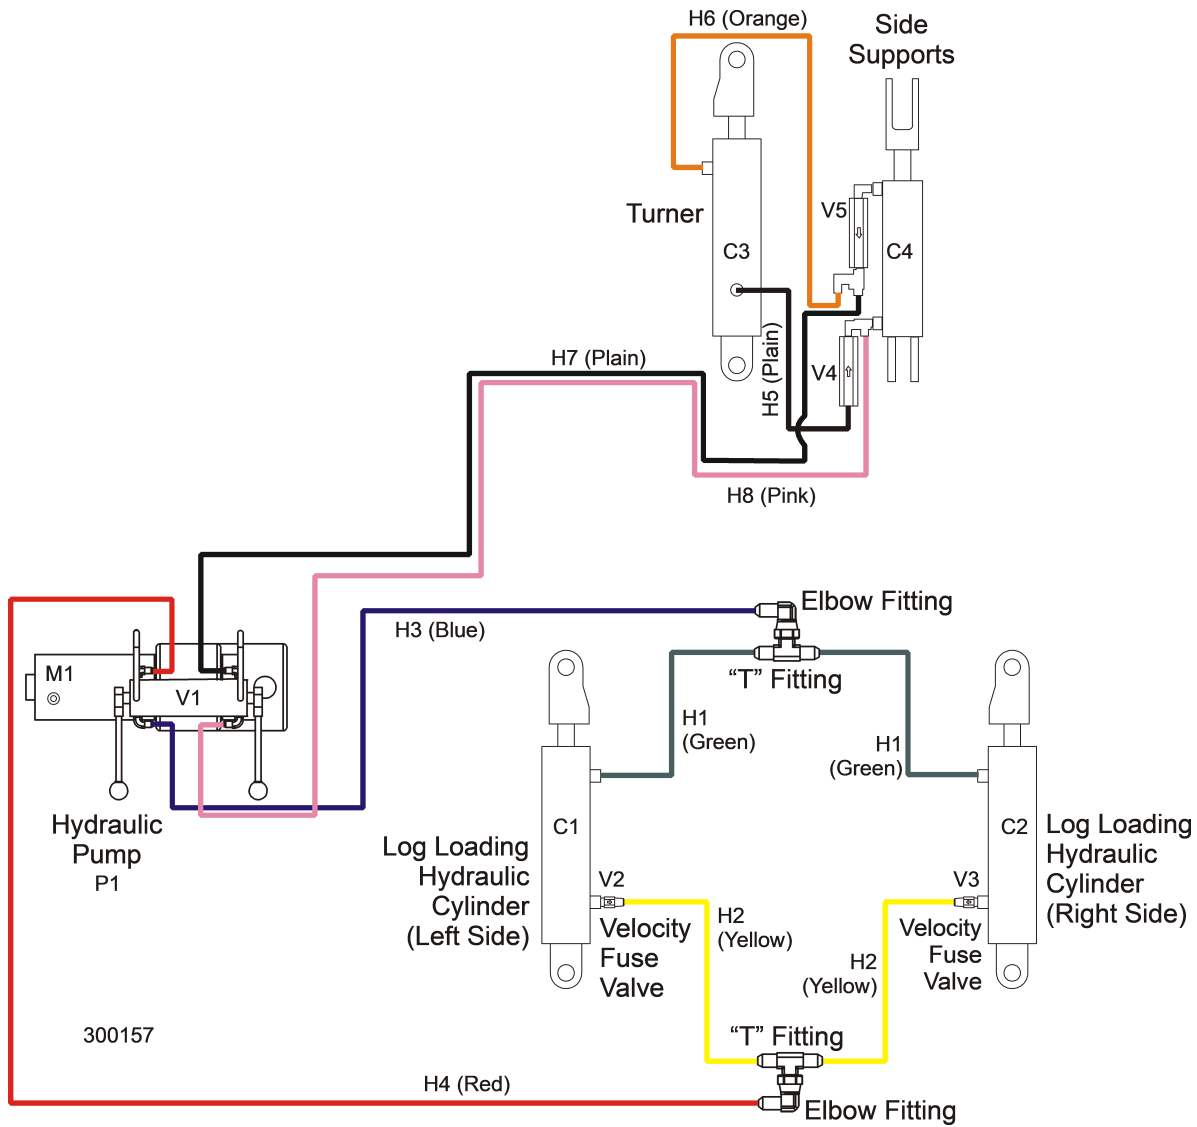 H6 (Orange)
Side
Supports
Turner
V5
C3
C4
H7 (Plain)
H5 (Plain)
V4
H8 (Pink)
Elbow Fitting
H3 (Blue)
M1
"T" Fitting
V1
H1
(Green)
H1
(Green)
Hydraulic
Pump
P1
C1
C2
Log Loading
Hydraulic
Cylinder
(Left Side)
Log Loading
Hydraulic
Cylinder
(Right Side)
V2
V3
Velocity
Fuse
Valve
H2
(Yellow)
Velocity
Fuse
Valve
H2
(Yellow)
300157
"T" Fitting
H4 (Red)
Elbow Fitting